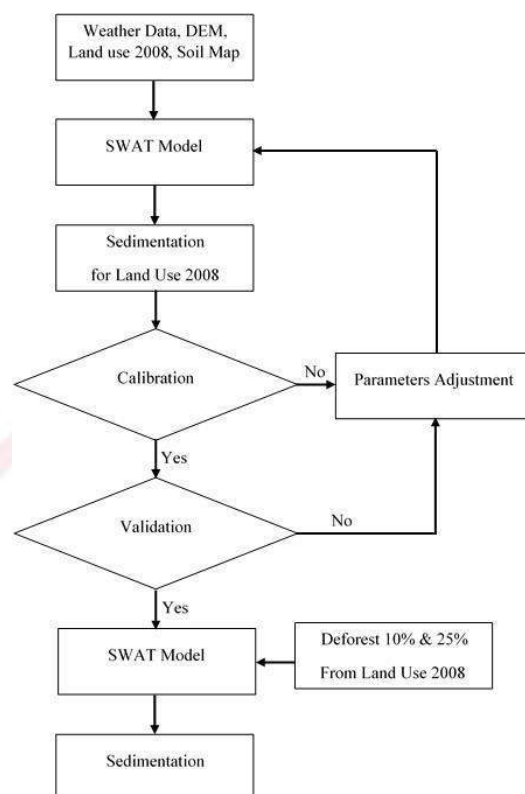 Weather Data, DEM,
Land use 2008, Soil Map
SWAT Model
Sedimentation
for Land Use 2008
Calibration
No
Parameters Adjustment
Yes
Validation
No
Yes
SWAT Model
Deforest 10% & 25%
From Land Use 2008
Sedimentation